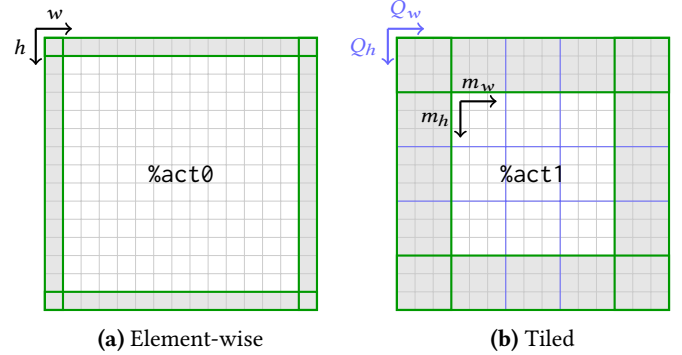 w
h
%act0
(a) Element-wise
Q_w
Q_h
m_w
m_h
%act1
(b) Tiled